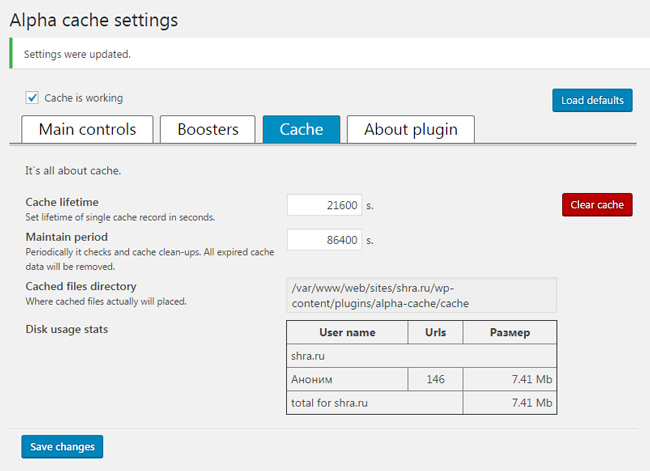 Alpha cache settings
Settings were updated.
Cache is working
Load defaults
Main controls
Boosters
Cache
About plugin
It`s all about cache.
Cache lifetime
Set lifetime of single cache record in seconds.
21600 s.
Clear cache
Maintain period
Periodically it checks and cache clean-ups. All expired cache
data will be removed.
86400 s.
Cached files directory
Where cached files actually will placed.
/var/www/web/sites/shra.ru/wp-
content/plugins/alpha-cache/cache
Disk usage stats
User name Urls Размер
shra.ru
Аноним 146 7.41 Mb
total for shra.ru 7.41 Mb
Save changes